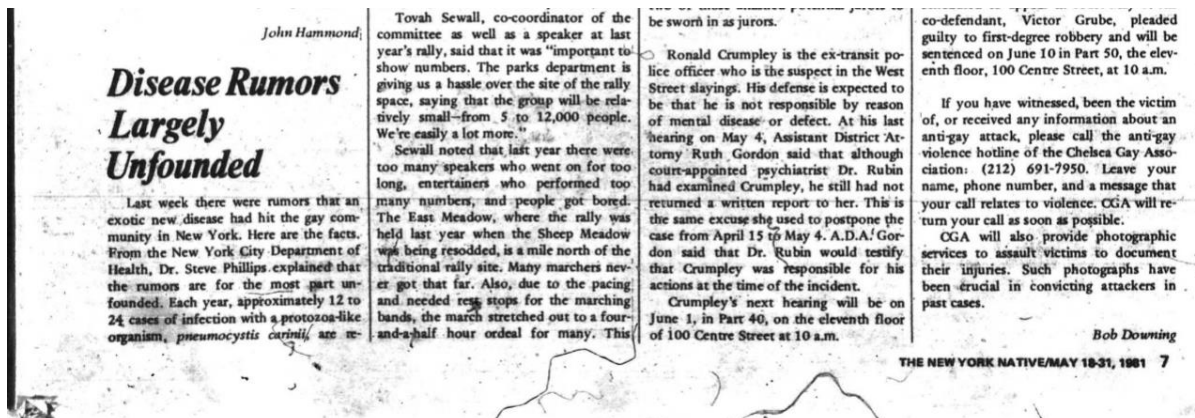 John Hammond
Disease Rumors
Largely
Unfounded
Last week there were rumors that an
exotic new disease had hit the gay com-
munity in New York. Here are the facts.
From the New York City Department of
Health, Dr. Steve Phillips explained that
the rumors are for the most part un-
founded. Each year, approximately 12 to
24 cases of infection with a protozoa-like
organism, pneumocystis carinii, are re-
Tovah Sewall, co-coordinator of the
committee as well as a speaker at last
year's rally, said that it was "important to
show numbers. The parks department is
giving us a hassle over the site of the rally
space, saying that the group will be rela-
tively small—from 5 to 12,000 people.
We're easily a lot more."
Sewall noted that last year there were
too many speakers who went on for too
long, entertainers who performed too
many numbers, and people got bored.
The East Meadow, where the rally was
held last year when the Sheep Meadow
was being resodded, is a mile north of the
traditional rally site. Many marchers nev-
er got that far. Also, due to the pacing
and needed rest stops for the marching
bands, the march stretched out to a four-
and-a-half hour ordeal for many. This
be sworn in as jurors.
Ronald Crumpley is the ex-transit po-
lice officer who is the suspect in the West
Street slayings. His defense is expected to
be that he is not responsible by reason
of mental disease or defect. At his last
hearing on May 4, Assistant District At-
torny Ruth Gordon said that although
court-appointed psychiatrist Dr. Rubin
had examined Crumpley, he still had not
returned a written report to her. This is
the same excuse she used to postpone the
case from April 15 to May 4. A.D.A. Gor-
don said that Dr. Rubin would testify
that Crumpley was responsible for his
actions at the time of the incident.
Crumpley's next hearing will be on
June 1, in Part 40, on the eleventh floor
of 100 Centre Street at 10 a.m.
co-defendant, Victor Grube, pleaded
guilty to first-degree robbery and will be
sentenced on June 10 in Part 50, the elev-
enth floor, 100 Centre Street, at 10 a.m.
If you have witnessed, been the victim
of, or received any information about an
anti-gay attack, please call the anti-gay
violence hotline of the Chelsea Gay Asso-
ciation: (212) 691-7950. Leave your
name, phone number, and a message that
your call relates to violence. CGA will re-
turn your call as soon as possible.
CGA will also provide photographic
services to assault victims to document
their injuries. Such photographs have
been crucial in convicting attackers in
past cases.
Bob Downing
THE NEW YORK NATIVE/MAY 18-31, 1981 7